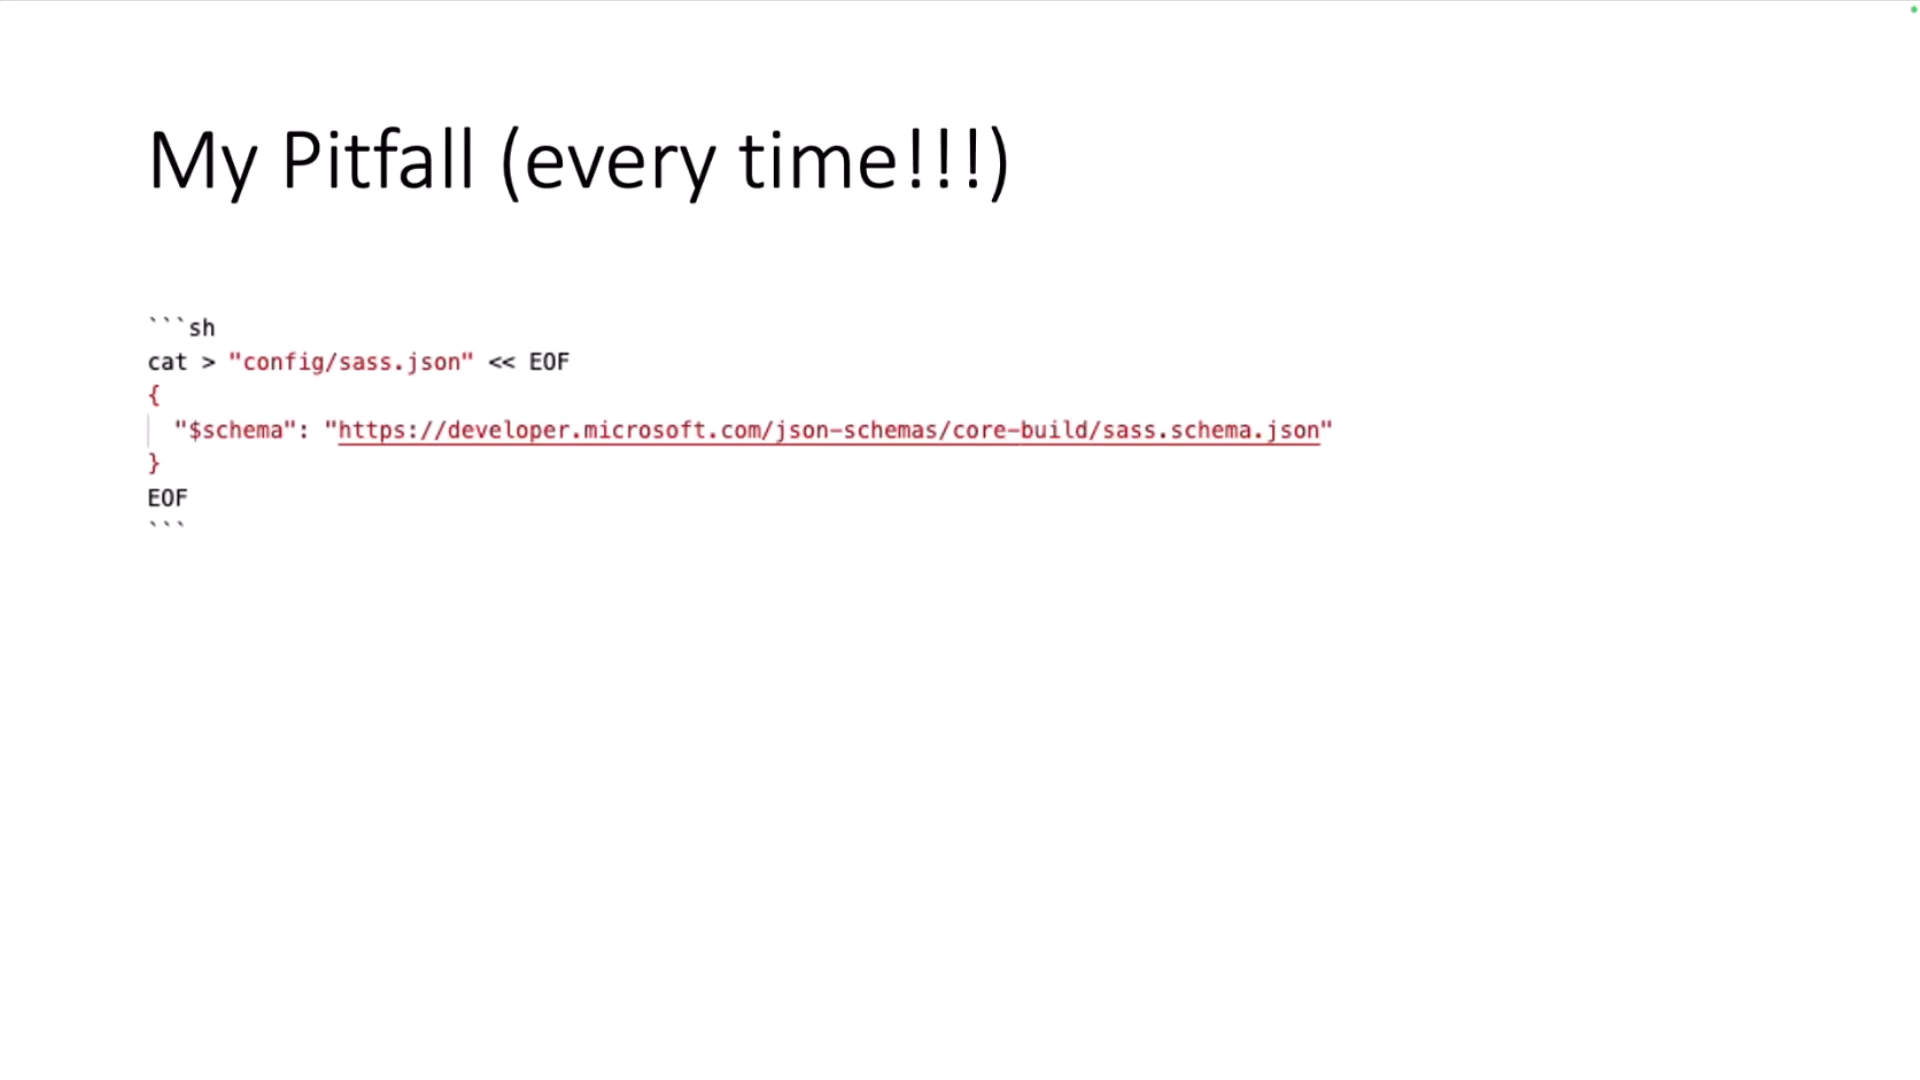 My Pitfall (every time!!!)
```sh
cat > "config/sass.json" << EOF
{
  "$schema": "https://developer.microsoft.com/json-schemas/core-build/sass.schema.json"
}
EOF
```